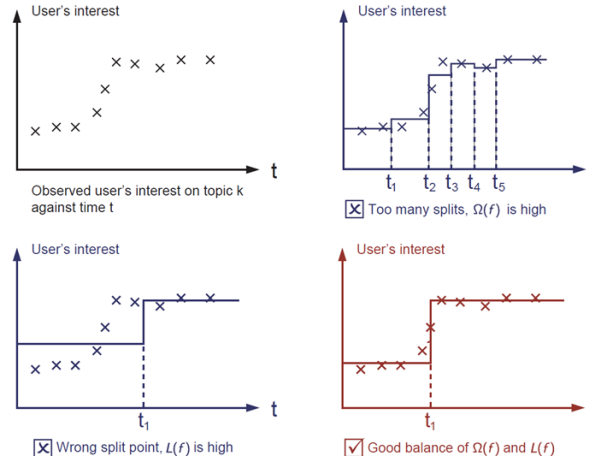 User's interest
t
Observed user's interest on topic k
against time t
User's interest
t₁ t₂ t₃ t₄ t₅
Too many splits, Ω(f) is high
User's interest
t
t₁
Wrong split point, L(f) is high
User's interest
t₁
Good balance of Ω(f) and L(f)